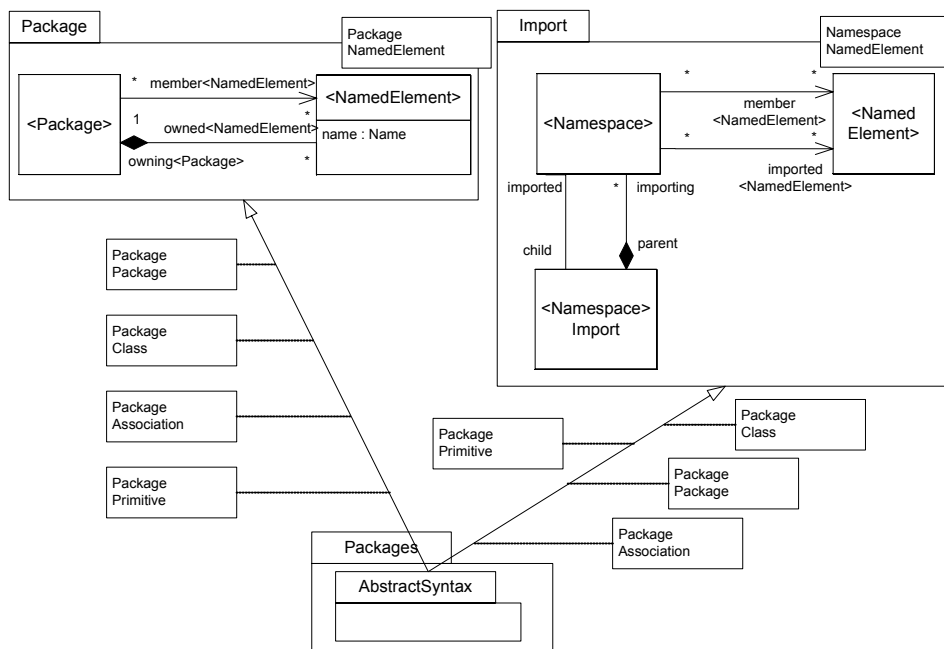 Package
Package
NamedElement
*
member<NamedElement>
<NamedElement>
<Package>
1
*
owned<NamedElement>
name : Name
owning<Package>
*
Import
Namespace
NamedElement
<Namespace>
*
*
member
<NamedElement>
<Named
Element>
*
*
imported
<NamedElement>
imported
*
importing
child
parent
<Namespace>
Import
Package
Package
Package
Class
Package
Association
Package
Primitive
Package
Primitive
Package
Class
Package
Package
Package
Association
Packages
AbstractSyntax